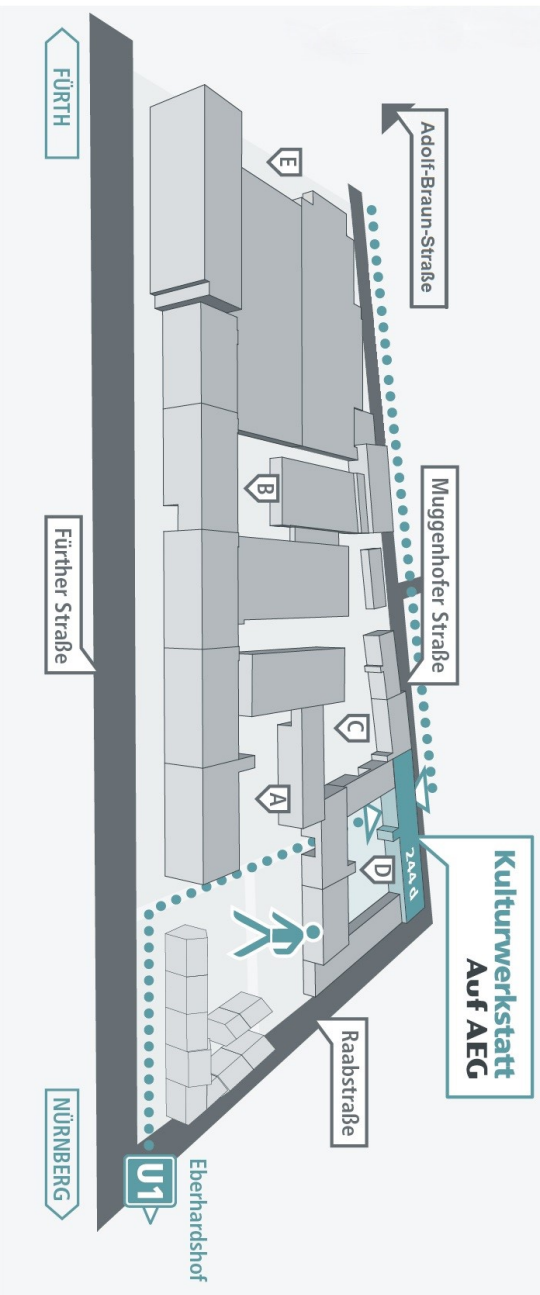 Kulturwerkstatt
Auf AEG
Adolf-Braun-Straße
Muggenhofer Straße
244 d
E
B
C
D
A
Raabstraße
FÜRTH
Fürther Straße
NÜRNBERG
U1
Eberhardshof